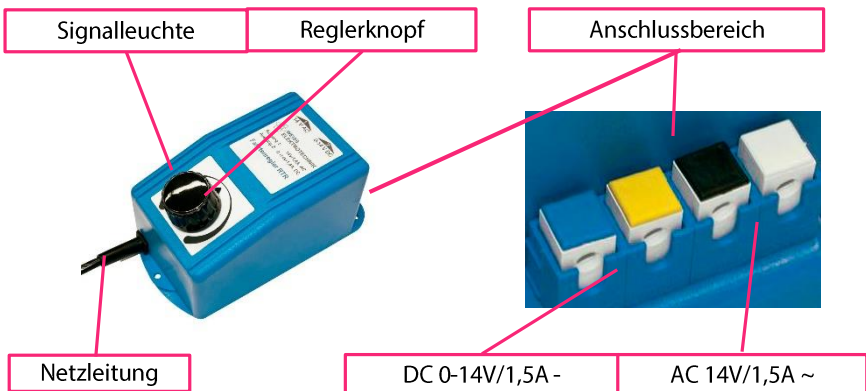 Signalleuchte
Reglerknopf
Anschlussbereich
Netzleitung
DC 0-14V/1,5A -
AC 14V/1,5A ~